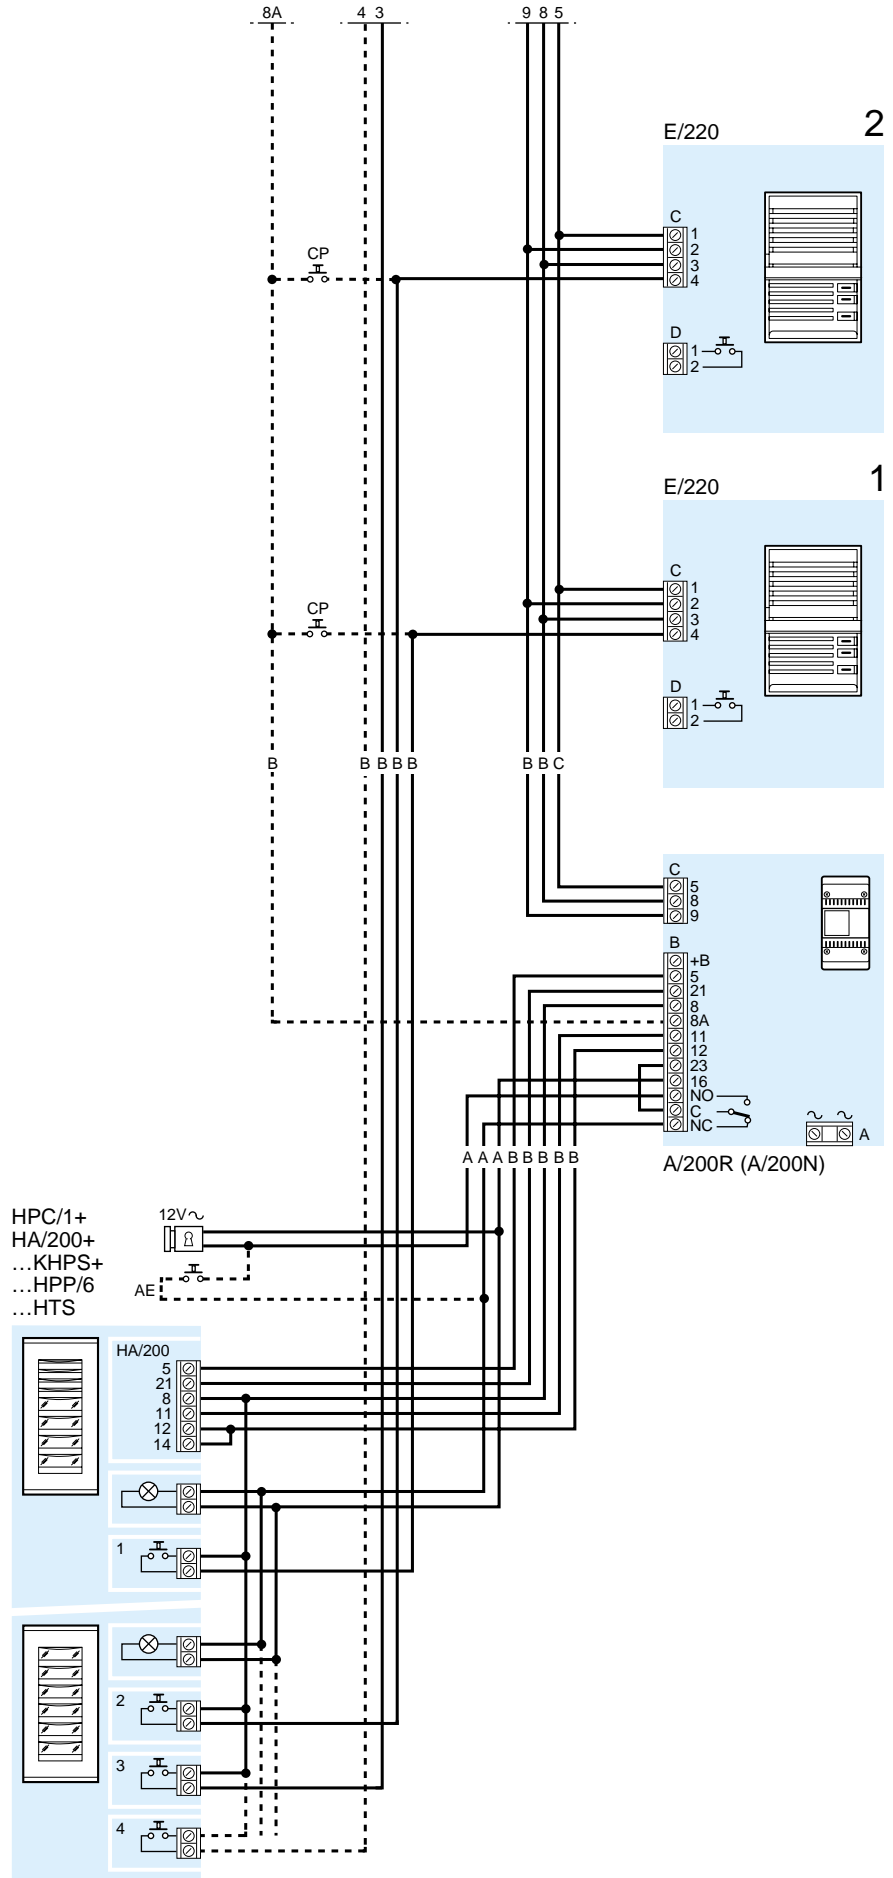 8A 4 3 9 8 5
E/220 2
C
1
2
3
4
CP
D
1
2
E/220 1
C
1
2
3
4
CP
D
1
2
B B B B B B B C
C
5
8
9
B
+B
5
21
8
8A
11
12
23
16
NO
C
NC
A
A/200R (A/200N)
A A A B B B B B
HPC/1+
HA/200+
...KHPS+
...HPP/6
...HTS
12V~
AE
HA/200
5
21
8
11
12
14
1
2
3
4